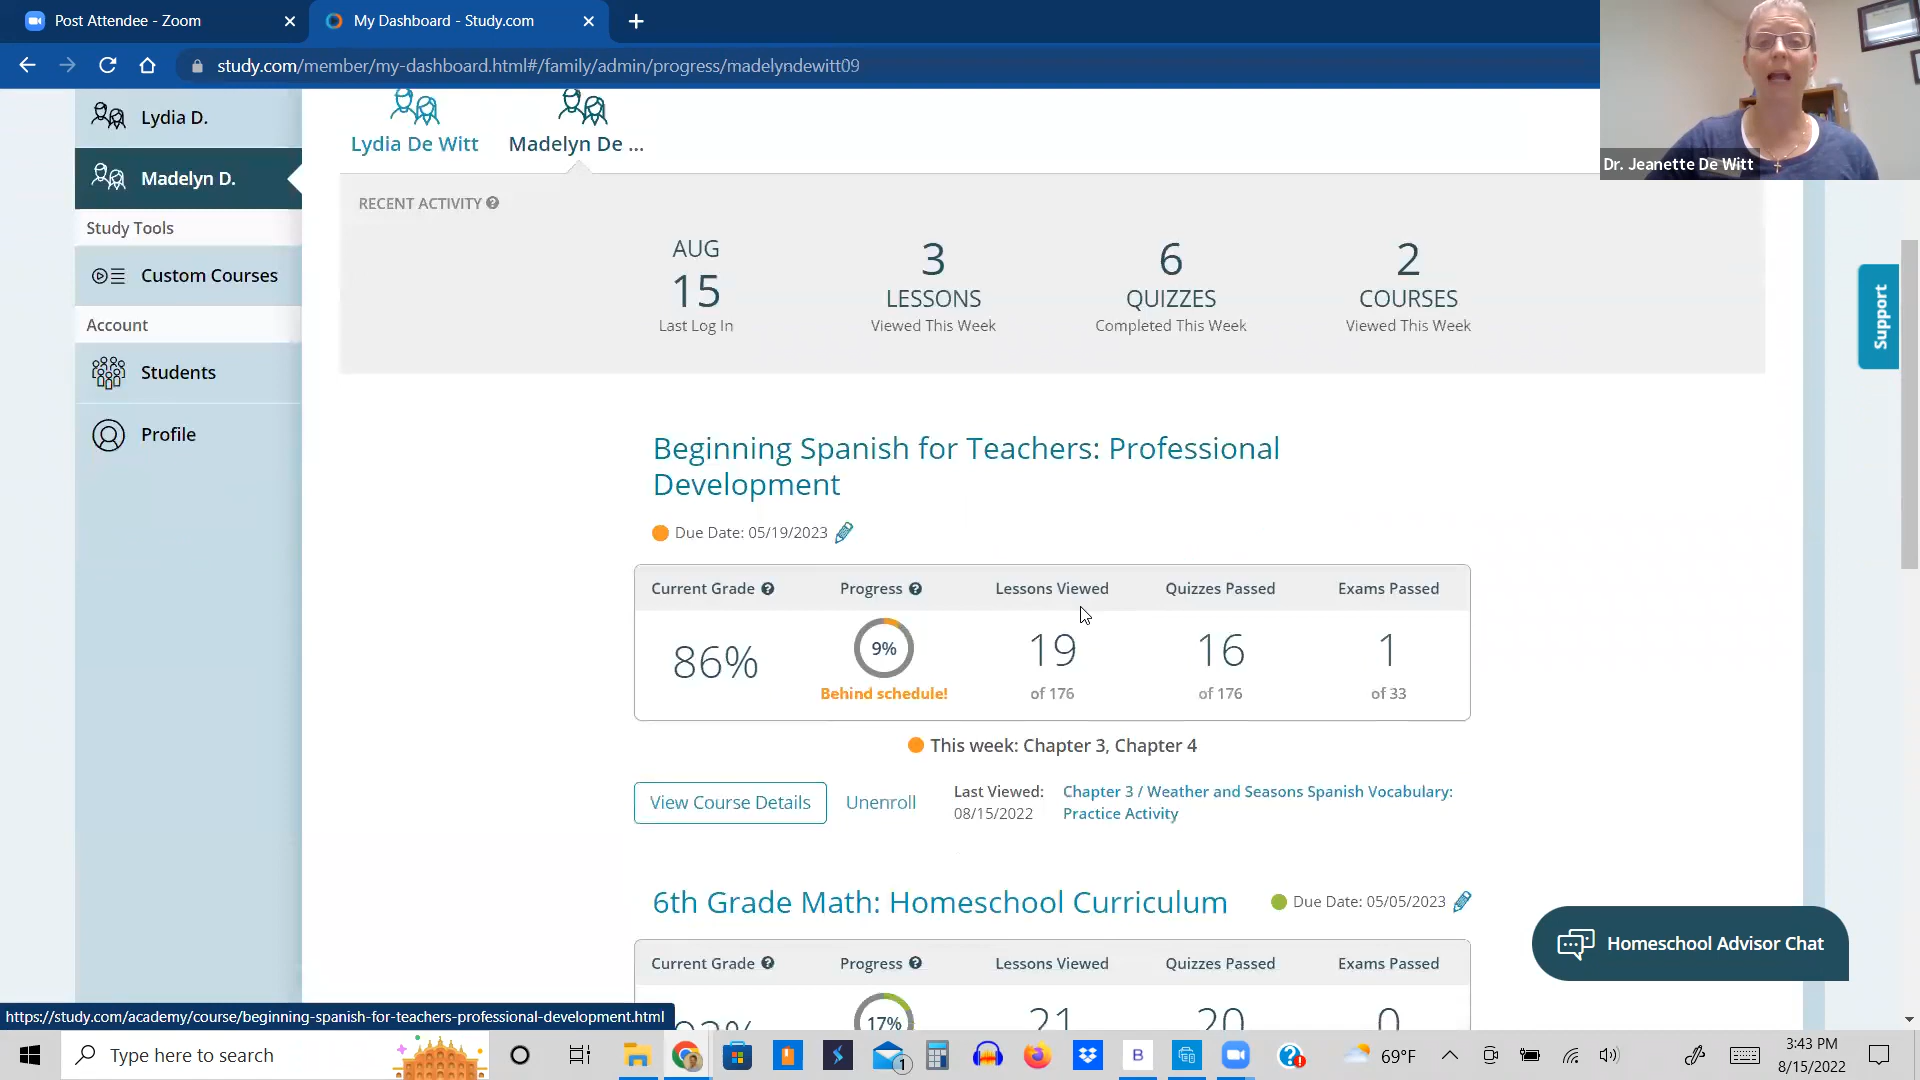 Post Attendee - Zoom
My Dashboard - Study.com
study.com/member/my-dashboard.html#/family/admin/progress/madelyndewitt09
Dr. Jeanette De Witt
Lydia D.
Madelyn D.
Study Tools
Custom Courses
Account
Students
Profile
Lydia De Witt
Madelyn De ...
RECENT ACTIVITY
AUG
15
Last Log In
3
LESSONS
Viewed This Week
6
QUIZZES
Completed This Week
2
COURSES
Viewed This Week
Support
Beginning Spanish for Teachers: Professional
Development
Due Date: 05/19/2023
Current Grade Progress Lessons Viewed Quizzes Passed Exams Passed
86% 9% 19 16 1
Behind schedule! of 176 of 176 of 33
This week: Chapter 3, Chapter 4
View Course Details
Unenroll
Last Viewed:
08/15/2022
Chapter 3 / Weather and Seasons Spanish Vocabulary:
Practice Activity
6th Grade Math: Homeschool Curriculum
Due Date: 05/05/2023
Current Grade Progress Lessons Viewed Quizzes Passed Exams Passed
17% 21 20 0
Homeschool Advisor Chat
https://study.com/academy/course/beginning-spanish-for-teachers-professional-development.html
Type here to search
1
B
69°F
3:43 PM
8/15/2022